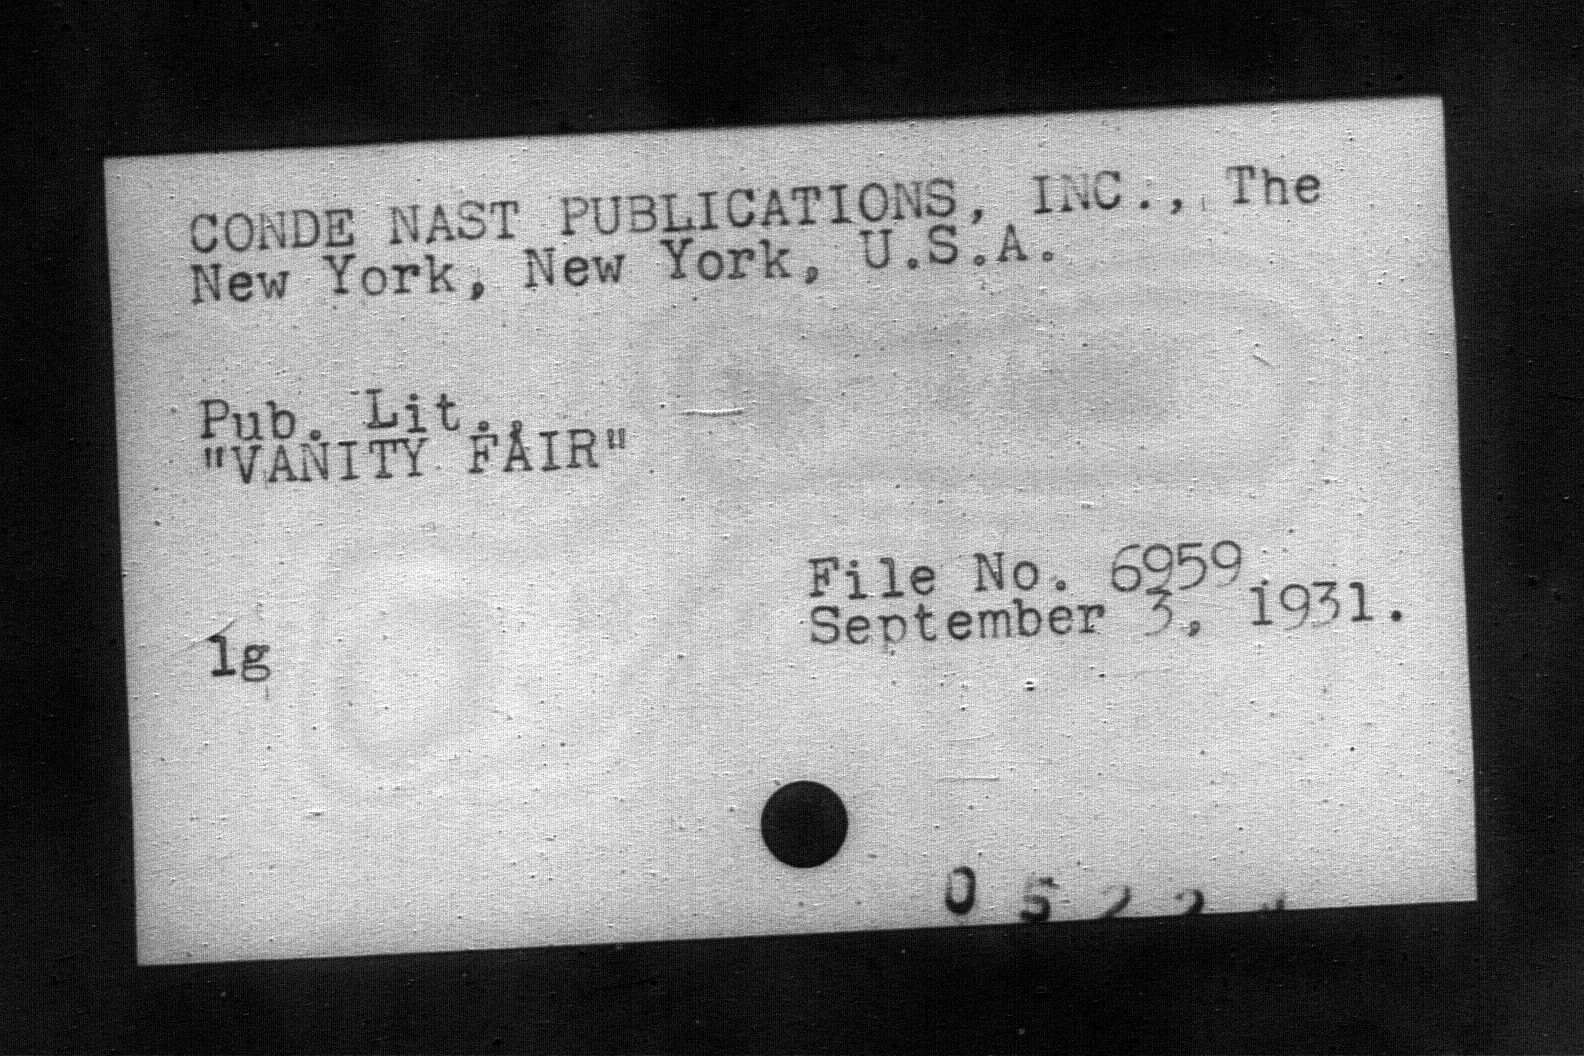 CONDE NAST PUBLICATIONS, INC., The
New York, New York, U.S.A.
Pub. Lit.,
"VANITY FAIR"
File No. 6959
September 3, 1931.
lg